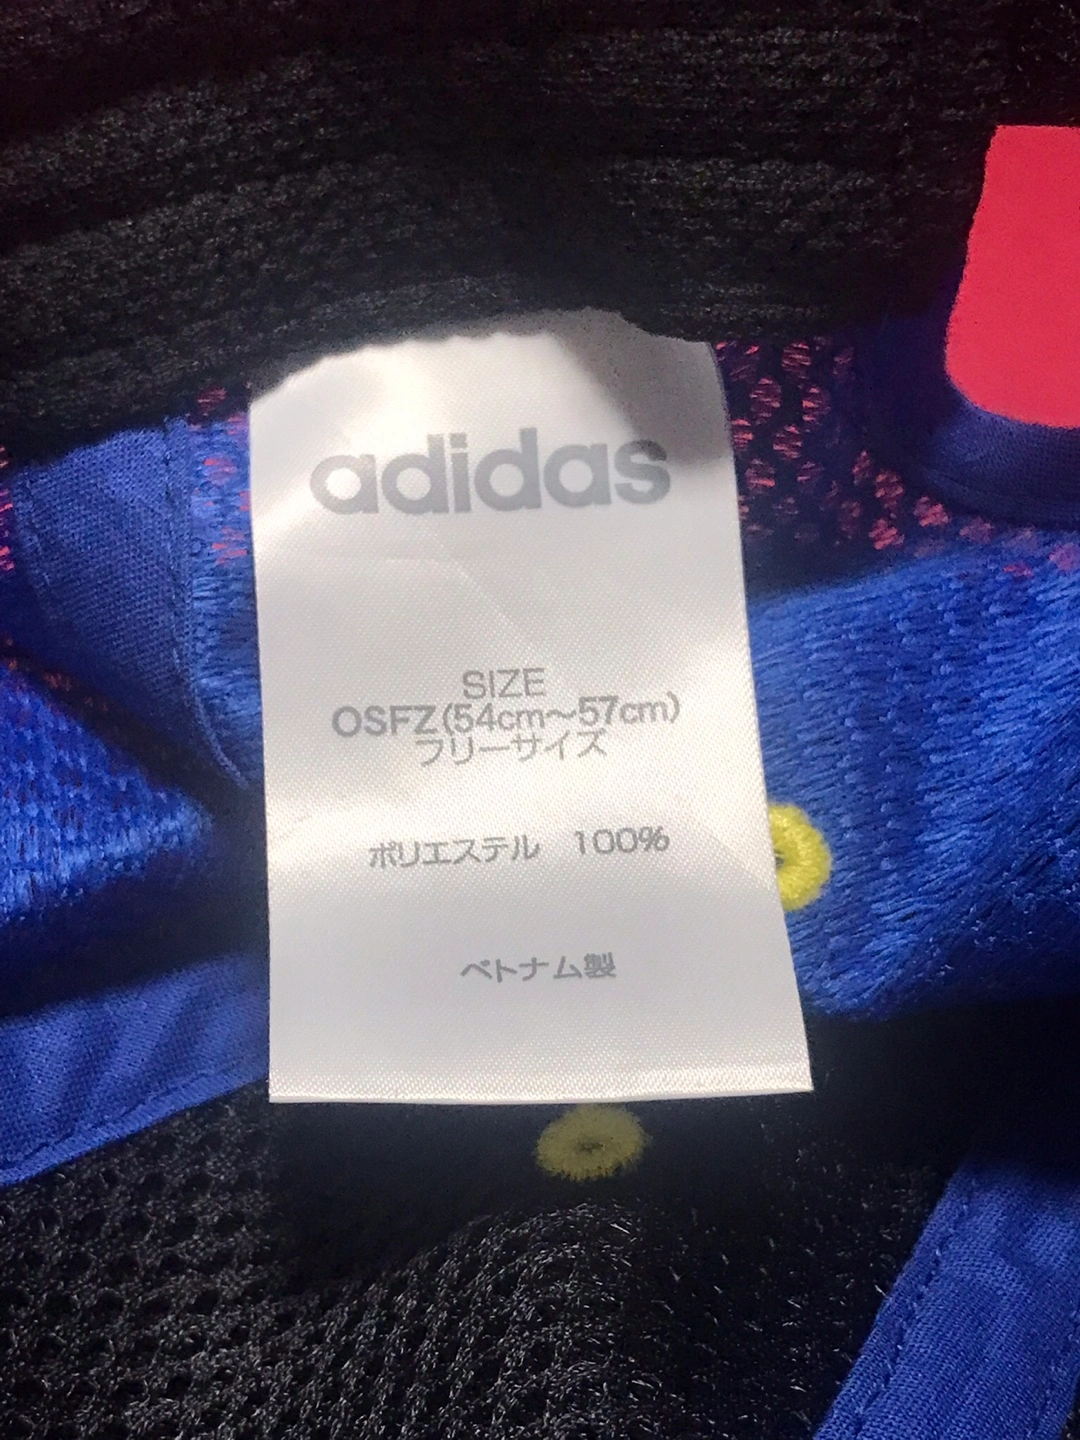 adidas
SIZE
OSFZ(54cm～57cm)
フリーサイズ
ポリエステル　100%
ベトナム製